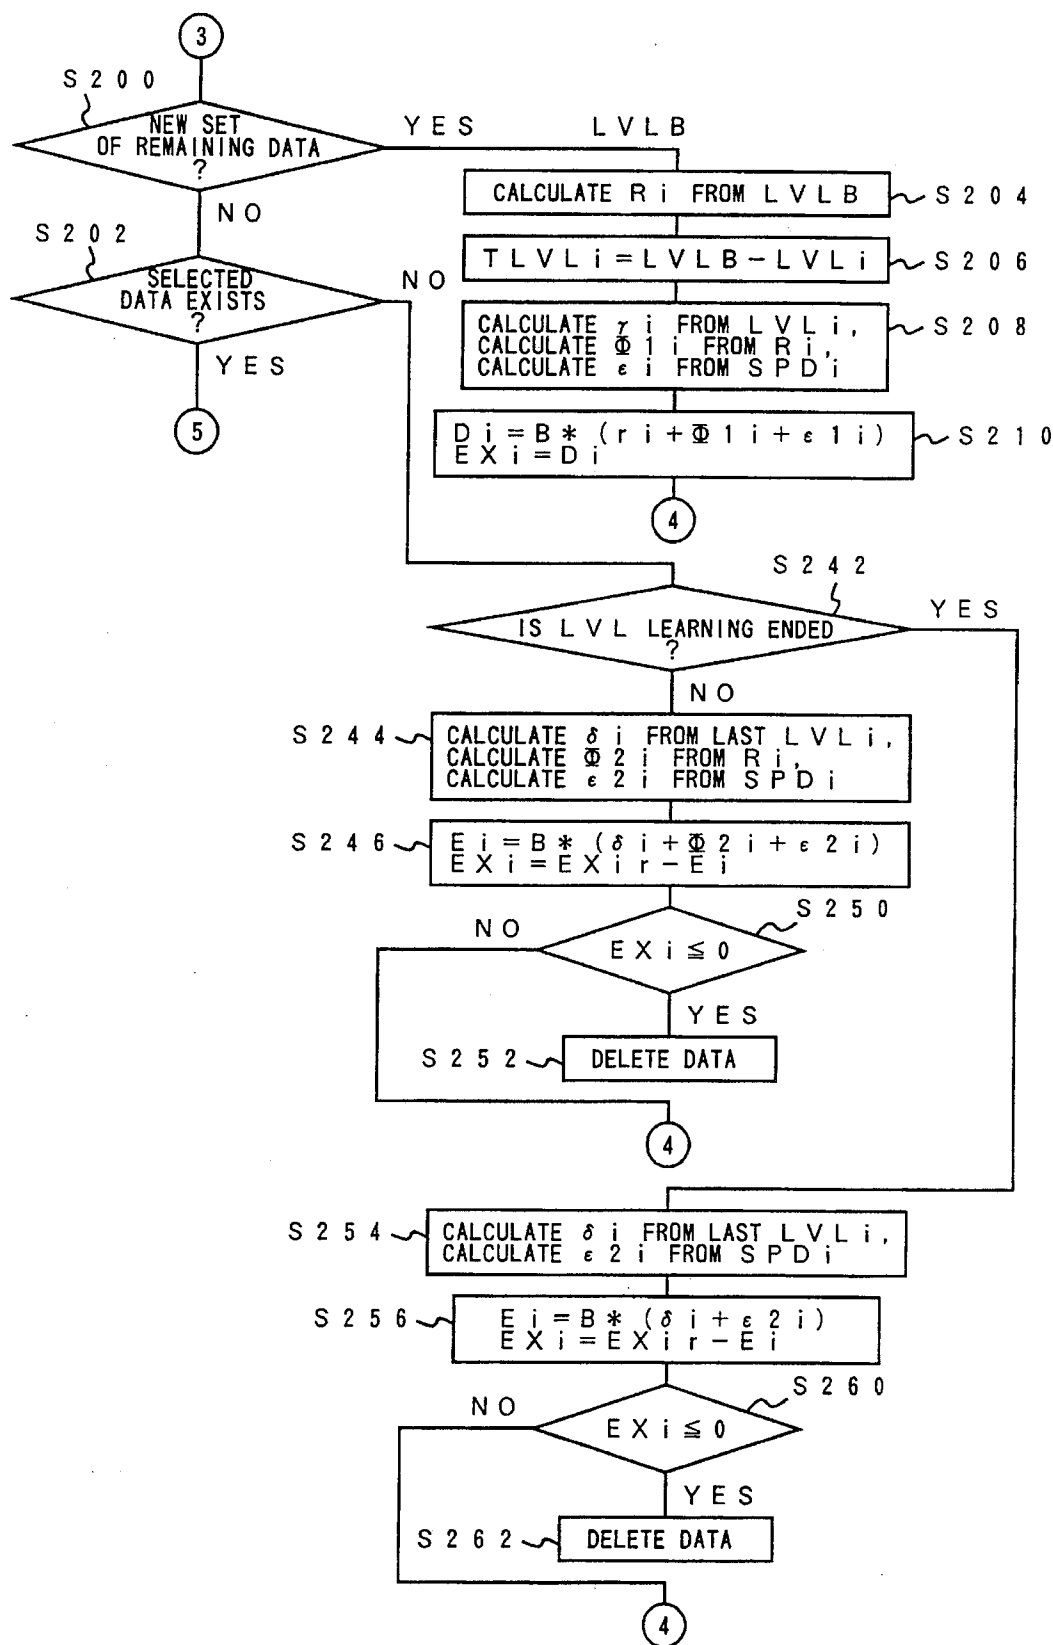 3
S200
NEW SET
OF REMAINING DATA
?
YES
LVLB
NO
CALCULATE Ri FROM LVLB
S204
S202
SELECTED
DATA EXISTS
?
NO
YES
5
TLVLi=LVLB-LVLi
S206
CALCULATE γi FROM LVLi,
CALCULATE Φ1i FROM Ri,
CALCULATE εi FROM SPDi
S208
Di=B*(ri+Φ1i+ε1i)
EXi=Di
S210
4
S242
IS LVL LEARNING ENDED
?
YES
NO
S244
CALCULATE δi FROM LAST LVLi,
CALCULATE Φ2i FROM Ri,
CALCULATE ε2i FROM SPDi
S246
Ei=B*(δi+Φ2i+ε2i)
EXi=EXir-Ei
S250
NO
EXi≦0
YES
S252
DELETE DATA
4
S254
CALCULATE δi FROM LAST LVLi,
CALCULATE ε2i FROM SPDi
S256
Ei=B*(δi+ε2i)
EXi=EXir-Ei
S260
NO
EXi≦0
YES
S262
DELETE DATA
4